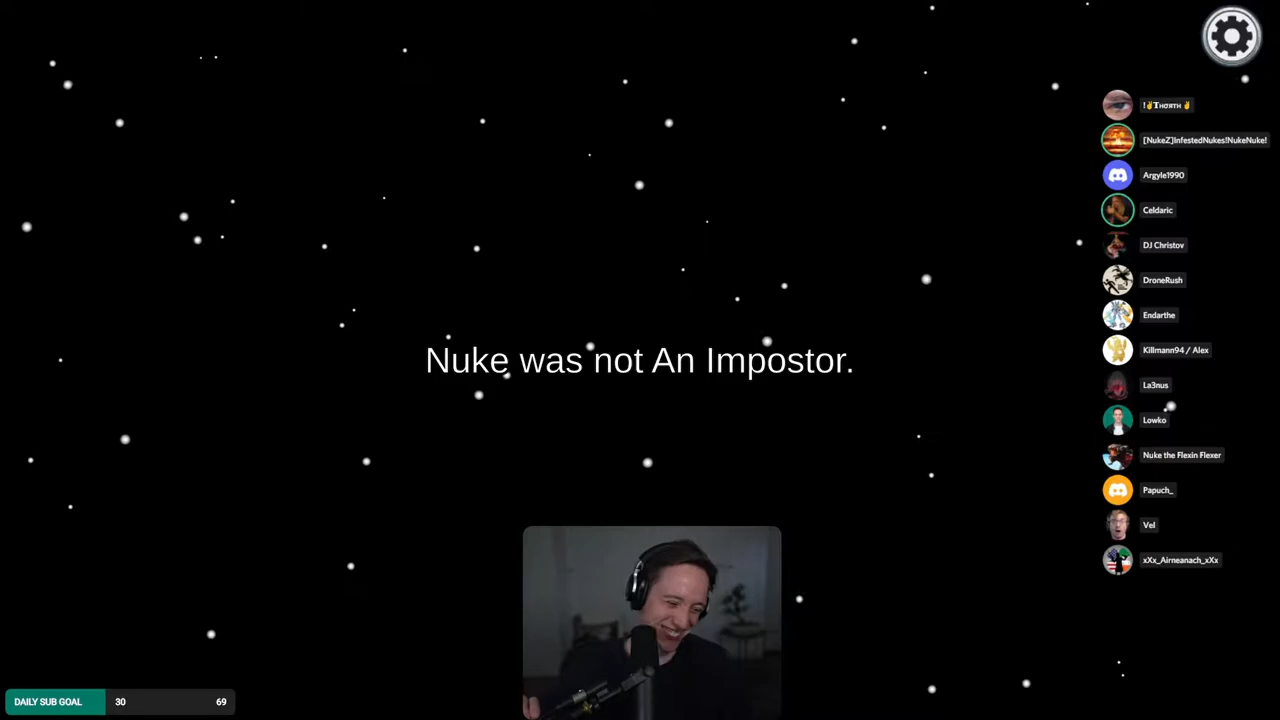 !✌Tʜσʀτʜ ✌
[NukeZ]InfestedNukes!NukeNuke!
Argyle1990
Celdaric
DJ Christov
DroneRush
Endarthe
Killmann94 / Alex
La3nus
Lowko
Nuke was not An Impostor.
Nuke the Flexin Flexer
Papuch_
Vel
xXx_Airneanach_xXx
DAILY SUB GOAL 30 69